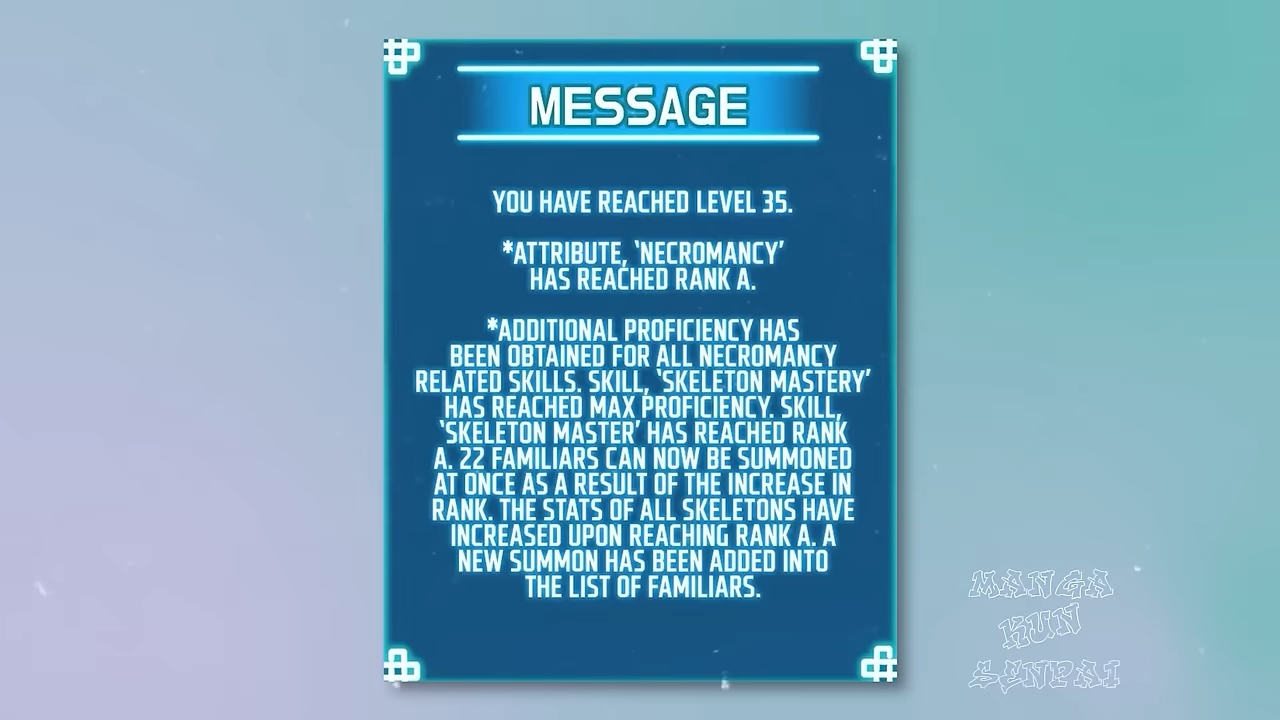 MESSAGE
YOU HAVE REACHED LEVEL 35.
*ATTRIBUTE, ‘NECROMANCY’
HAS REACHED RANK A.
*ADDITIONAL PROFICIENCY HAS
BEEN OBTAINED FOR ALL NECROMANCY
RELATED SKILLS. SKILL, ‘SKELETON MASTERY’
HAS REACHED MAX PROFICIENCY. SKILL,
‘SKELETON MASTER’ HAS REACHED RANK
A. 22 FAMILIARS CAN NOW BE SUMMONED
AT ONCE AS A RESULT OF THE INCREASE IN
RANK. THE STATS OF ALL SKELETONS HAVE
INCREASED UPON REACHING RANK A. A
NEW SUMMON HAS BEEN ADDED INTO
THE LIST OF FAMILIARS.
MANGA
KUN
SENPAI